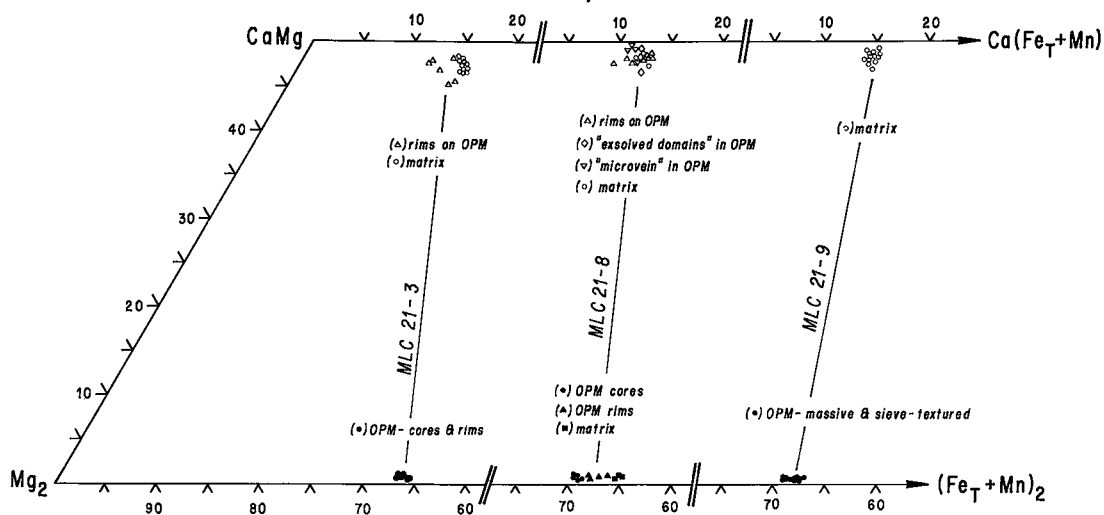 10 20 10 20 10 20
CaMg Ca(FeT+Mn)
40
(△)rims on OPM
(○)matrix
(△)rims on OPM
(◇)"exsolved domains" in OPM
(▽)"microvein" in OPM
(○) matrix
(○)matrix
30
MLC 21-3
MLC 21-8
MLC 21-9
20
10
(•)OPM-cores & rims
(•)OPM cores
(▲)OPM rims
(■)matrix
(•)OPM-massive & sieve-textured
Mg2 (FeT+Mn)2
90 80 70 60 70 60 70 60